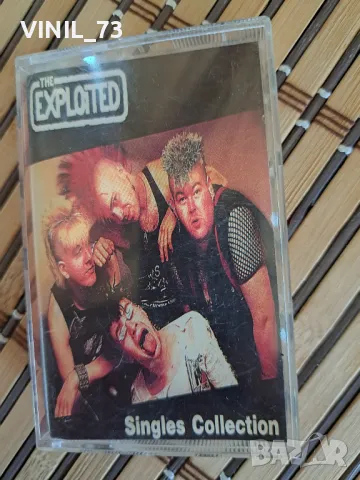 VINIL_73
THE
EXPLOITED
Singles Collection
BAZAR